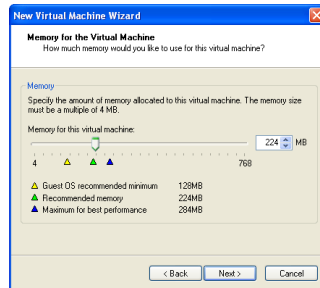 New Virtual Machine Wizard
Memory for the Virtual Machine
How much memory would you like to use for this virtual machine?
Memory
Specify the amount of memory allocated to this virtual machine. The memory size
must be a multiple of 4 MB.
Memory for this virtual machine:
224 MB
4 768
Guest OS recommended minimum 128MB
Recommended memory 224MB
Maximum for best performance 284MB
< Back Next > Cancel